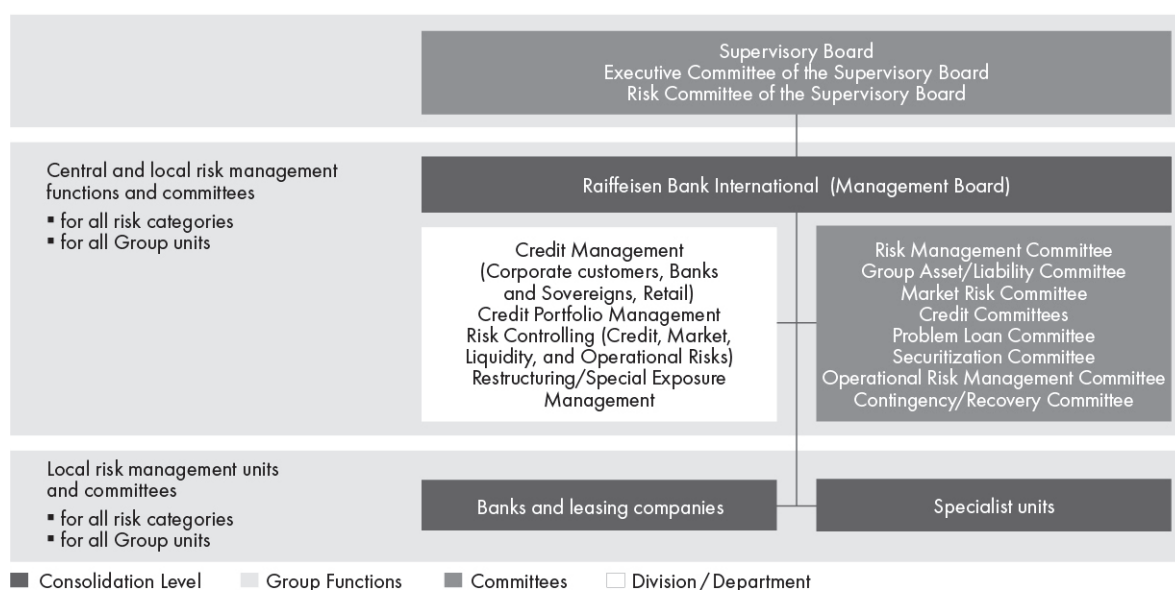 Supervisory Board
Executive Committee of the Supervisory Board
Risk Committee of the Supervisory Board
Central and local risk management
functions and committees
▪ for all risk categories
▪ for all Group units
Raiffeisen Bank International (Management Board)
Credit Management
(Corporate customers, Banks
and Sovereigns, Retail)
Credit Portfolio Management
Risk Controlling (Credit, Market,
Liquidity, and Operational Risks)
Restructuring/Special Exposure
Management
Risk Management Committee
Group Asset/Liability Committee
Market Risk Committee
Credit Committees
Problem Loan Committee
Securitization Committee
Operational Risk Management Committee
Contingency/Recovery Committee
Local risk management units
and committees
▪ for all risk categories
▪ for all Group units
Banks and leasing companies
Specialist units
Consolidation Level
Group Functions
Committees
Division / Department